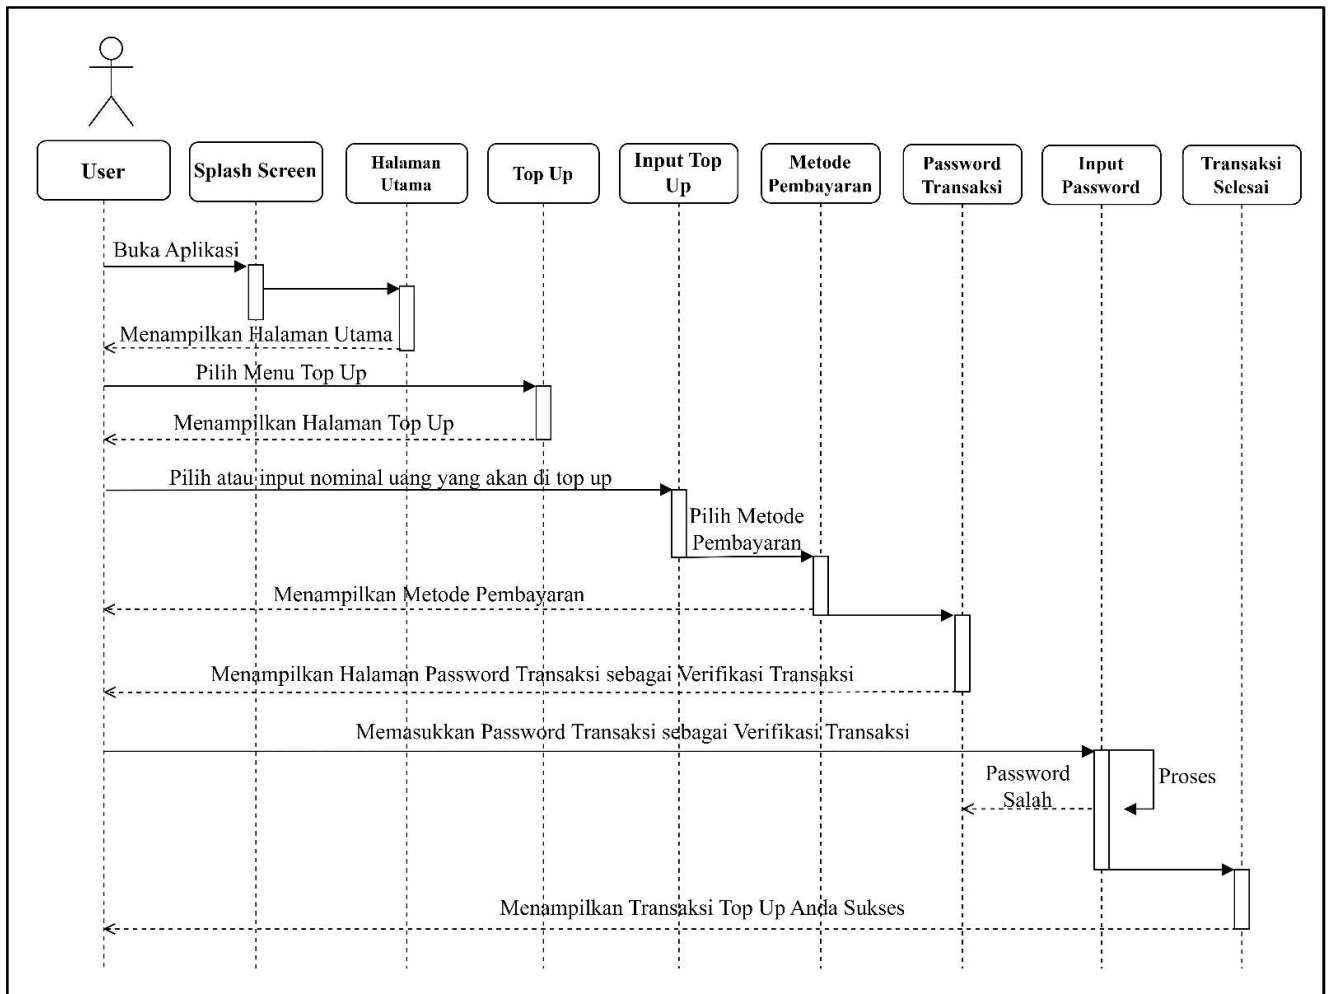 User
Splash Screen
Halaman
Utama
Top Up
Input Top
Up
Metode
Pembayaran
Password
Transaksi
Input
Password
Transaksi
Selesai
Buka Aplikasi
Menampilkan Halaman Utama
Pilih Menu Top Up
Menampilkan Halaman Top Up
Pilih atau input nominal uang yang akan di top up
Pilih Metode
Pembayaran
Menampilkan Metode Pembayaran
Menampilkan Halaman Password Transaksi sebagai Verifikasi Transaksi
Memasukkan Password Transaksi sebagai Verifikasi Transaksi
Password
Salah
Proses
Menampilkan Transaksi Top Up Anda Sukses